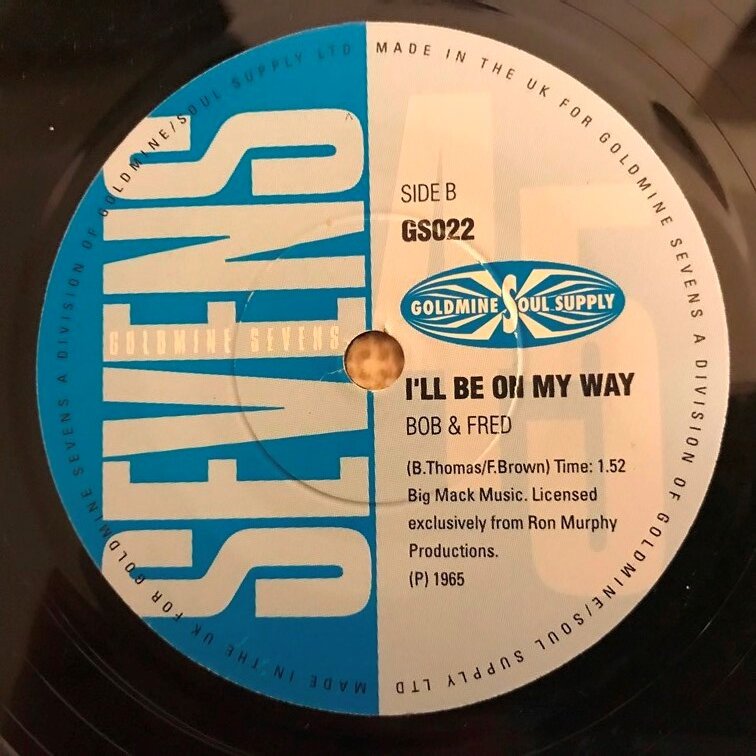 MADE IN THE UK FOR GOLDMINE SEVENS A DIVISION OF GOLDMINE/SOUL SUPPLY LTD
MADE IN THE UK FOR GOLDMINE SEVENS A DIVISION OF GOLDMINE/SOUL SUPPLY LTD
SEVENS
GOLDMINE SEVENS
45
SIDE B
GS022
GOLDMINE SOUL SUPPLY
I'LL BE ON MY WAY
BOB & FRED
(B.Thomas/F.Brown) Time: 1.52
Big Mack Music. Licensed
exclusively from Ron Murphy
Productions.
(P) 1965